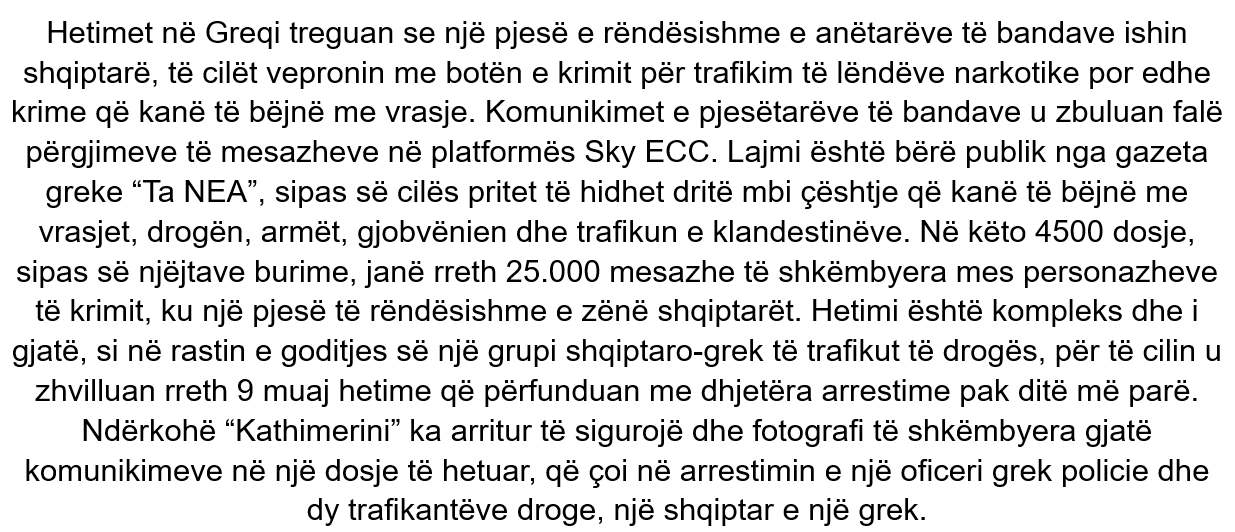 Hetimet në Greqi treguan se një pjesë e rëndësishme e anëtarëve të bandave ishin
shqiptarë, të cilët vepronin me botën e krimit për trafikim të lëndëve narkotike por edhe
krime që kanë të bëjnë me vrasje. Komunikimet e pjesëtarëve të bandave u zbuluan falë
përgjimeve të mesazheve në platformës Sky ECC. Lajmi është bërë publik nga gazeta
greke “Ta NEA”, sipas së cilës pritet të hidhet dritë mbi çështje që kanë të bëjnë me
vrasjet, drogën, armët, gjobvënien dhe trafikun e klandestinëve. Në këto 4500 dosje,
sipas së njëjtave burime, janë rreth 25.000 mesazhe të shkëmbyera mes personazheve
të krimit, ku një pjesë të rëndësishme e zënë shqiptarët. Hetimi është kompleks dhe i
gjatë, si në rastin e goditjes së një grupi shqiptaro-grek të trafikut të drogës, për të cilin u
zhvilluan rreth 9 muaj hetime që përfunduan me dhjetëra arrestime pak ditë më parë.
Ndërkohë “Kathimerini” ka arritur të sigurojë dhe fotografi të shkëmbyera gjatë
komunikimeve në një dosje të hetuar, që çoi në arrestimin e një oficeri grek policie dhe
dy trafikantëve droge, një shqiptar e një grek.